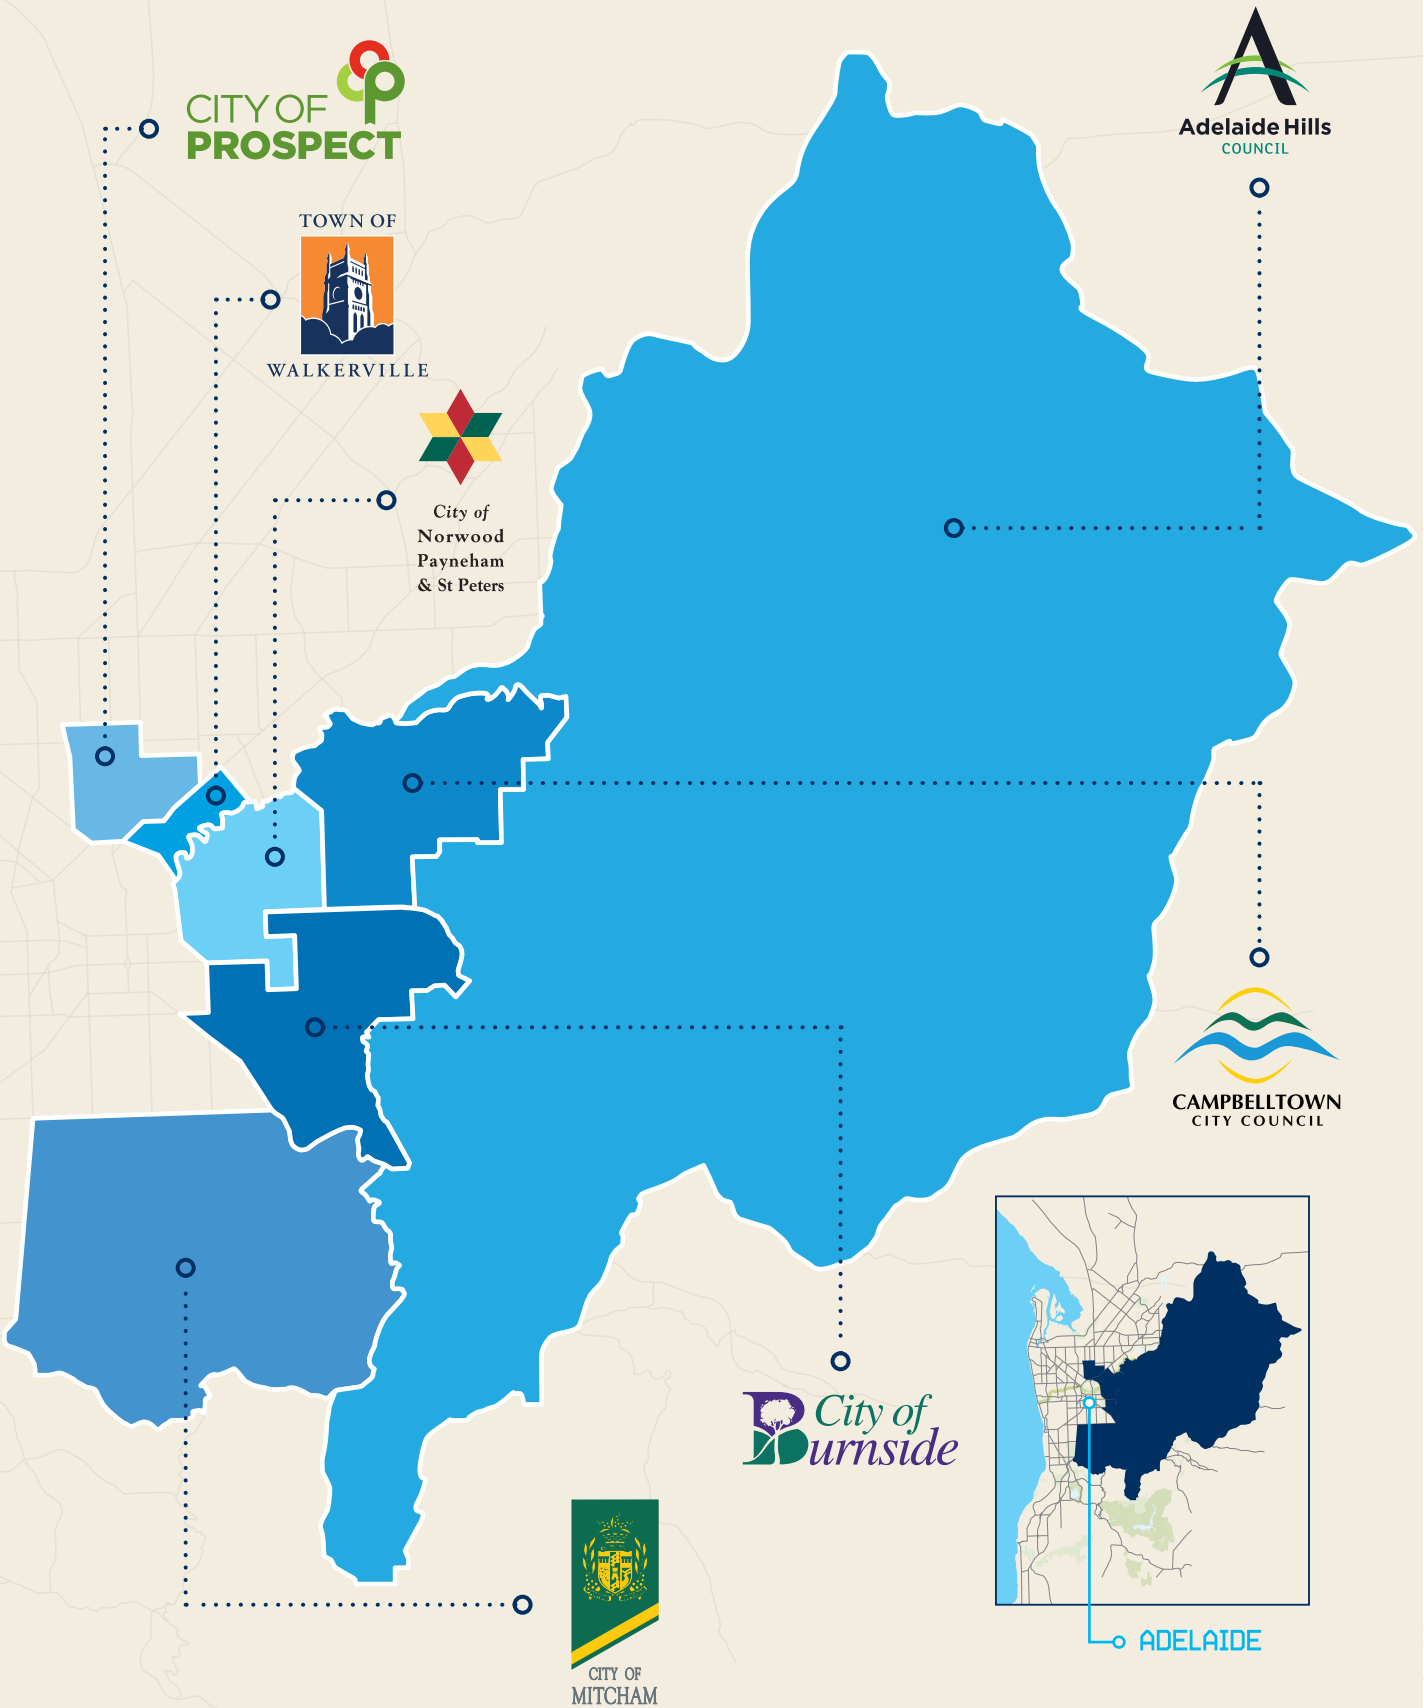 CITY OF
PROSPECT
Adelaide Hills
COUNCIL
TOWN OF
WALKERVILLE
City of
Norwood
Payneham
& St Peters
CAMPBELLTOWN
CITY COUNCIL
City of
Burnside
CITY OF
MITCHAM
ADELAIDE